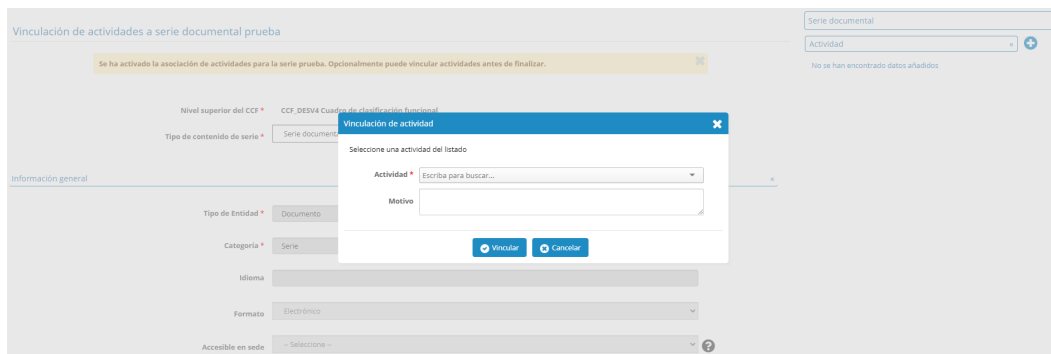 Vinculación de actividades a serie documental prueba
Se ha activado la asociación de actividades para la serie prueba. Opcionalmente puede vincular actividades antes de finalizar.
Nivel superior del CCF * CCF_DESV4 Cuadro de clasificación funcional
Tipo de contenido de serie * Serie documenta
Información general
Tipo de Entidad * Documento
Categoría * Serie
Idioma
Formato Electrónico
Accesible en sede -- Seleccione --
Vinculación de actividad
Seleccione una actividad del listado
Actividad * Escriba para buscar...
Motivo
Vincular Cancelar
Serie documental
Actividad
No se han encontrado datos añadidos